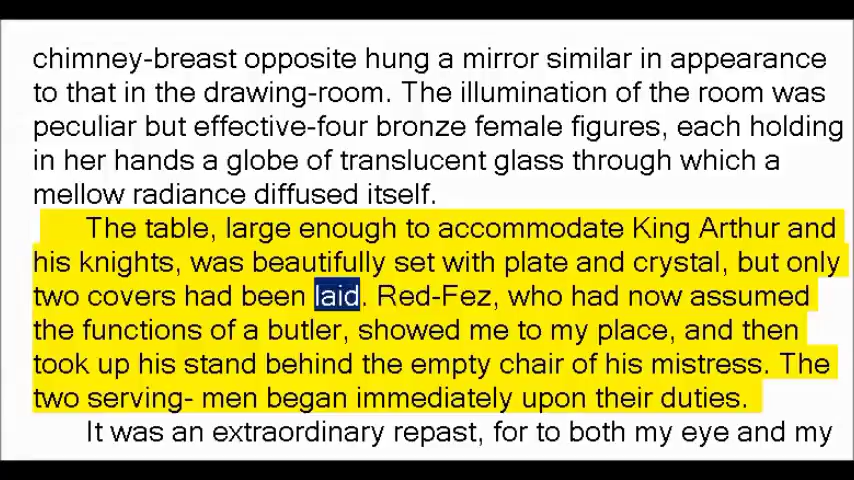 chimney-breast opposite hung a mirror similar in appearance
to that in the drawing-room. The illumination of the room was
peculiar but effective-four bronze female figures, each holding
in her hands a globe of translucent glass through which a
mellow radiance diffused itself.
The table, large enough to accommodate King Arthur and
his knights, was beautifully set with plate and crystal, but only
two covers had been laid. Red-Fez, who had now assumed
the functions of a butler, showed me to my place, and then
took up his stand behind the empty chair of his mistress. The
two serving- men began immediately upon their duties.
It was an extraordinary repast, for to both my eye and my